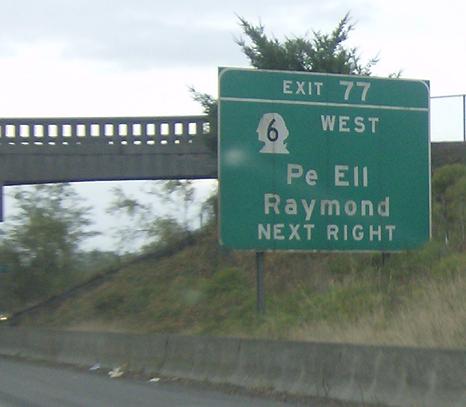 EXIT 77
6 WEST
Pe Ell
Raymond
NEXT RIGHT